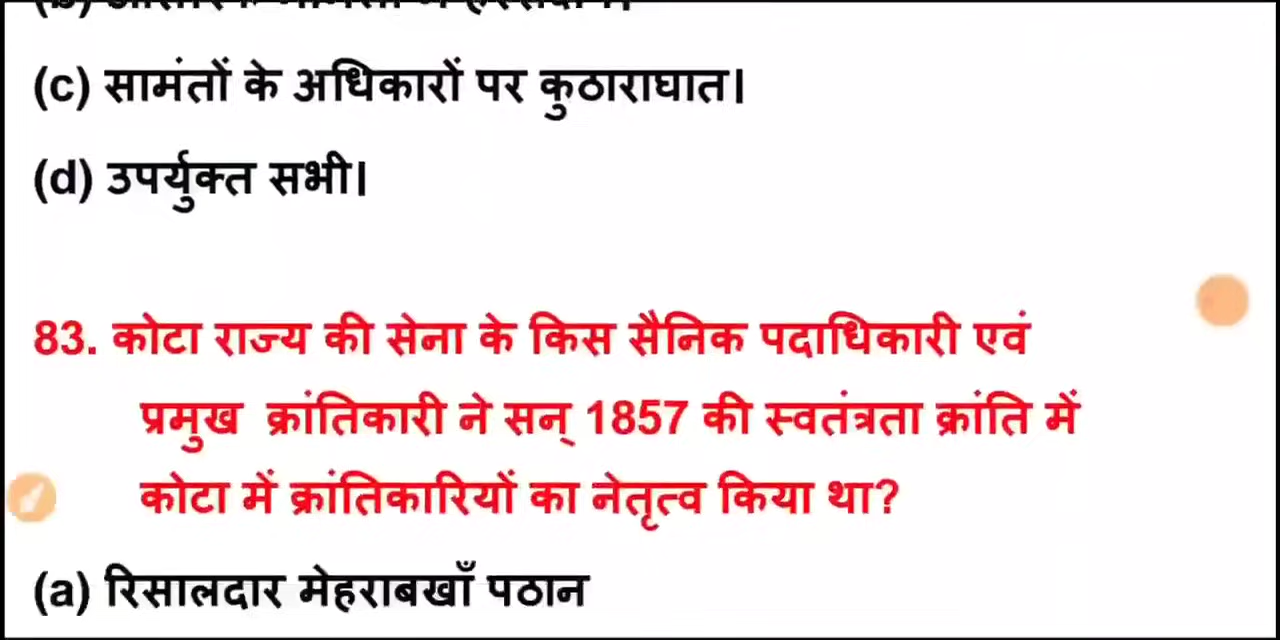 (c) सामंतों के अधिकारों पर कुठाराघात।
(d) उपर्युक्त सभी।
83. कोटा राज्य की सेना के किस सैनिक पदाधिकारी एवं
प्रमुख क्रांतिकारी ने सन् 1857 की स्वतंत्रता क्रांति में
कोटा में क्रांतिकारियों का नेतृत्व किया था?
(a) रिसालदार मेहराबखाँ पठान